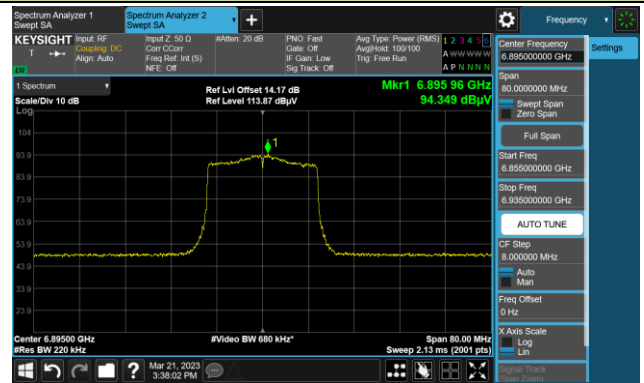 Spectrum Analyzer 1
Swept SA
Spectrum Analyzer 2
Swept SA
+
Frequency
KEYSIGHT
T
Input: RF
Coupling: DC
Align: Auto
Input Z: 50 Ω
Corr CCorr
Freq Ref: Int (S)
NFE: Off
#Atten: 20 dB
PNO: Fast
Gate: Off
IF Gain: Low
Sig Track: Off
Avg Type: Power (RMS)
Avg|Hold: 100/100
Trig: Free Run
1 2 3 4 5 6
A W W W W W
A P N N N N
1 Spectrum
Scale/Div 10 dB
Log
Ref Lvl Offset 14.17 dB
Ref Level 113.87 dBµV
Mkr1 6.895 96 GHz
94.349 dBµV
1
104
93.9
83.9
73.9
63.9
53.9
43.9
33.9
23.9
Center 6.89500 GHz
#Res BW 220 kHz
#Video BW 680 kHz*
Span 80.00 MHz
Sweep 2.13 ms (2001 pts)
Center Frequency
6.895000000 GHz
Settings
Span
80.0000000 MHz
Swept Span
Zero Span
Full Span
Start Freq
6.855000000 GHz
Stop Freq
6.935000000 GHz
AUTO TUNE
CF Step
8.000000 MHz
Auto
Man
Freq Offset
0 Hz
X Axis Scale
Log
Lin
Signal Track
(Span Zoom)
?
Mar 21, 2023
3:38:02 PM